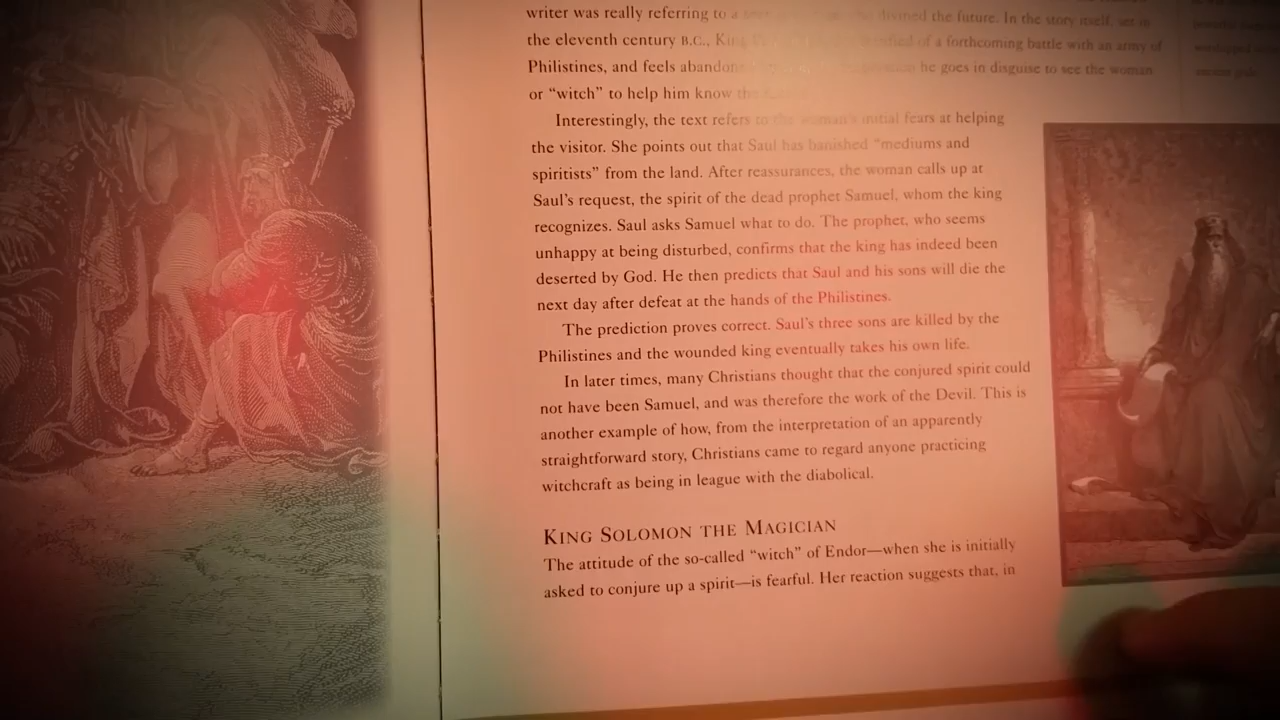 writer was really referring to a divined the future. In the story itself, set in
the eleventh century B.C., King of a forthcoming battle with an army of
Philistines, and feels he goes in disguise to see the woman
or “witch” to help him know the
Interestingly, the text refers to the woman's initial fears at helping
the visitor. She points out that Saul has banished “mediums and
spiritists” from the land. After reassurances, the woman calls up at
Saul's request, the spirit of the dead prophet Samuel, whom the king
recognizes. Saul asks Samuel what to do. The prophet, who seems
unhappy at being disturbed, confirms that the king has indeed been
deserted by God. He then predicts that Saul and his sons will die the
next day after defeat at the hands of the Philistines.
The prediction proves correct. Saul's three sons are killed by the
Philistines and the wounded king eventually takes his own life.
In later times, many Christians thought that the conjured spirit could
not have been Samuel, and was therefore the work of the Devil. This is
another example of how, from the interpretation of an apparently
straightforward story, Christians came to regard anyone practicing
witchcraft as being in league with the diabolical.
KING SOLOMON THE MAGICIAN
The attitude of the so-called “witch” of Endor—when she is initially
asked to conjure up a spirit—is fearful. Her reaction suggests that, in